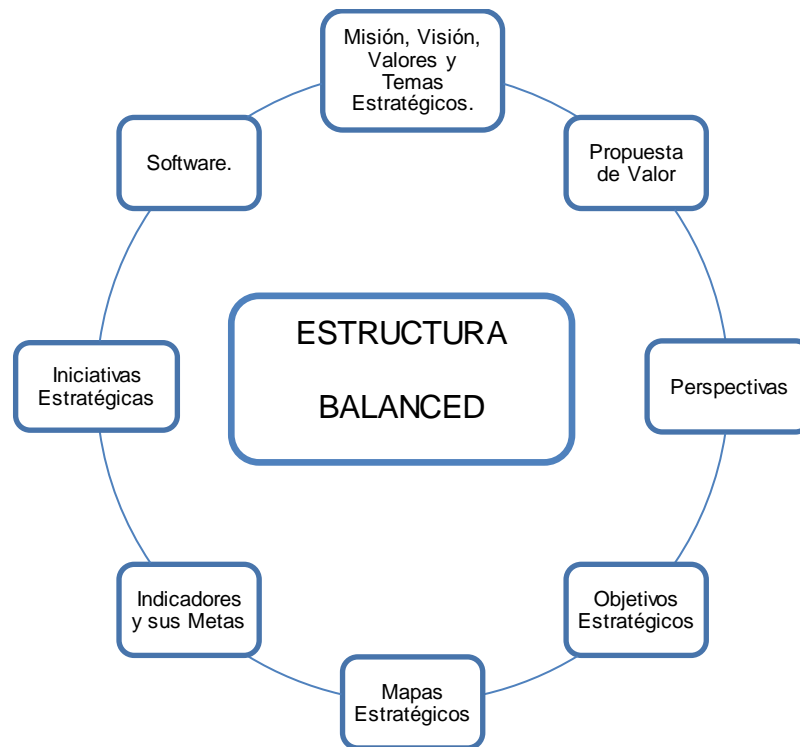 Misión, Visión,
Valores y
Temas
Estratégicos.
Propuesta
de Valor
Perspectivas
Objetivos
Estratégicos
Mapas
Estratégicos
Indicadores
y sus Metas
Iniciativas
Estratégicas
Software.
ESTRUCTURA
BALANCED